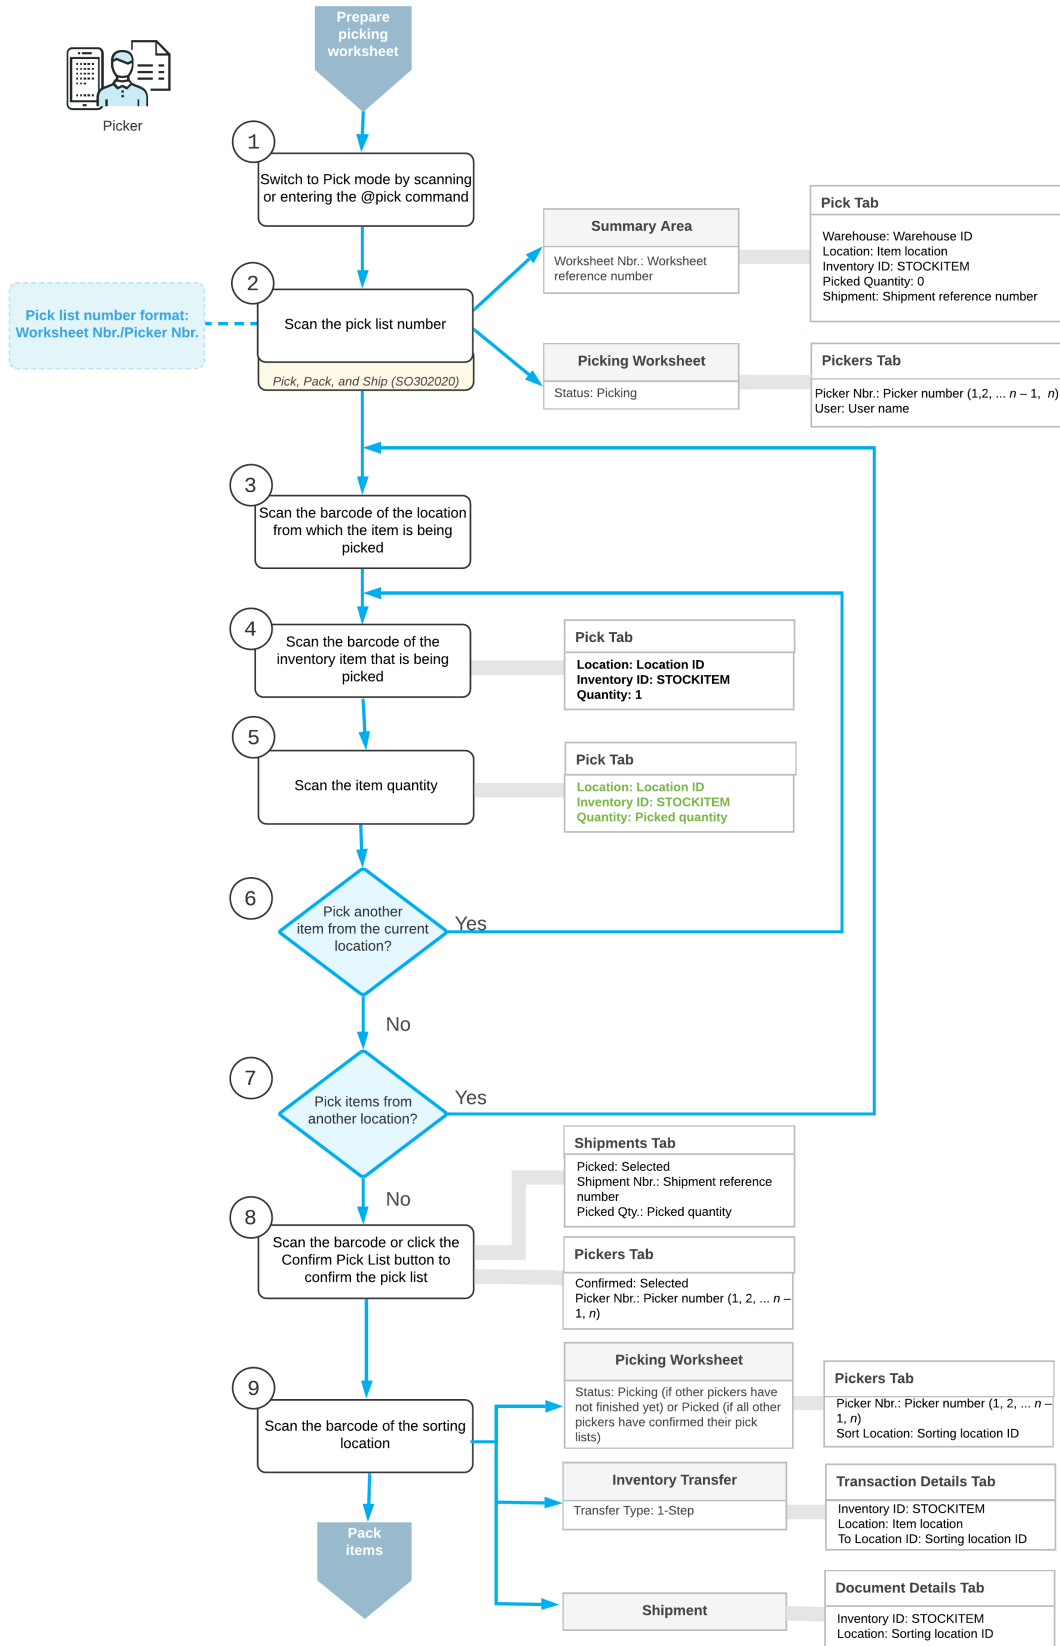 Prepare
picking
worksheet
Picker
1
Switch to Pick mode by scanning
or entering the @pick command
Pick Tab
Warehouse: Warehouse ID
Location: Item location
Inventory ID: STOCKITEM
Picked Quantity: 0
Shipment: Shipment reference number
Summary Area
Worksheet Nbr.: Worksheet
reference number
2
Scan the pick list number
Pick, Pack, and Ship (SO302020)
Pick list number format:
Worksheet Nbr./Picker Nbr.
Picking Worksheet
Status: Picking
Pickers Tab
Picker Nbr.: Picker number (1,2, ... n – 1, n)
User: User name
3
Scan the barcode of the location
from which the item is being
picked
4
Scan the barcode of the
inventory item that is being
picked
Pick Tab
Location: Location ID
Inventory ID: STOCKITEM
Quantity: 1
5
Scan the item quantity
Pick Tab
Location: Location ID
Inventory ID: STOCKITEM
Quantity: Picked quantity
6
Pick another
item from the current
location?
Yes
No
7
Pick items from
another location?
Yes
No
Shipments Tab
Picked: Selected
Shipment Nbr.: Shipment reference
number
Picked Qty.: Picked quantity
8
Scan the barcode or click the
Confirm Pick List button to
confirm the pick list
Pickers Tab
Confirmed: Selected
Picker Nbr.: Picker number (1, 2, ... n –
1, n)
Picking Worksheet
Status: Picking (if other pickers have
not finished yet) or Picked (if all other
pickers have confirmed their pick
lists)
Pickers Tab
Picker Nbr.: Picker number (1, 2, ... n –
1, n)
Sort Location: Sorting location ID
9
Scan the barcode of the sorting
location
Inventory Transfer
Transfer Type: 1-Step
Transaction Details Tab
Inventory ID: STOCKITEM
Location: Item location
To Location ID: Sorting location ID
Pack
items
Shipment
Document Details Tab
Inventory ID: STOCKITEM
Location: Sorting location ID